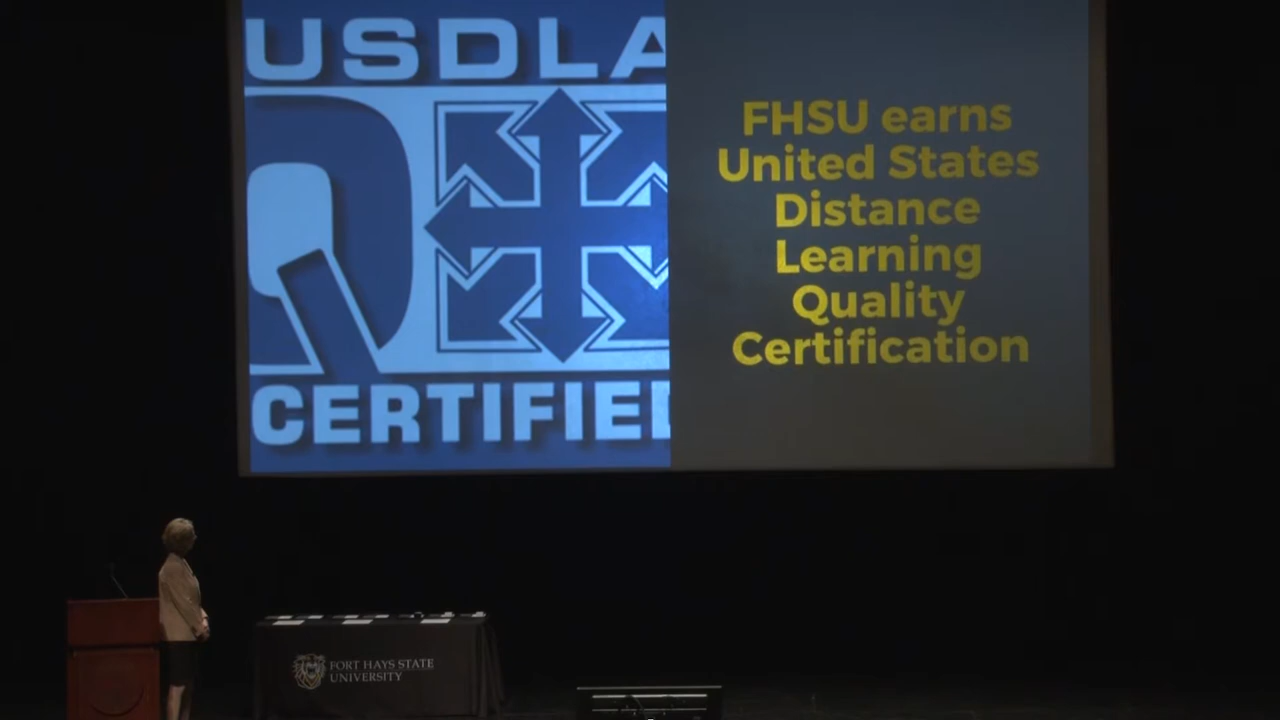 USDLA
Q
CERTIFIED
FHSU earns
United States
Distance
Learning
Quality
Certification
FORT HAYS STATE
UNIVERSITY